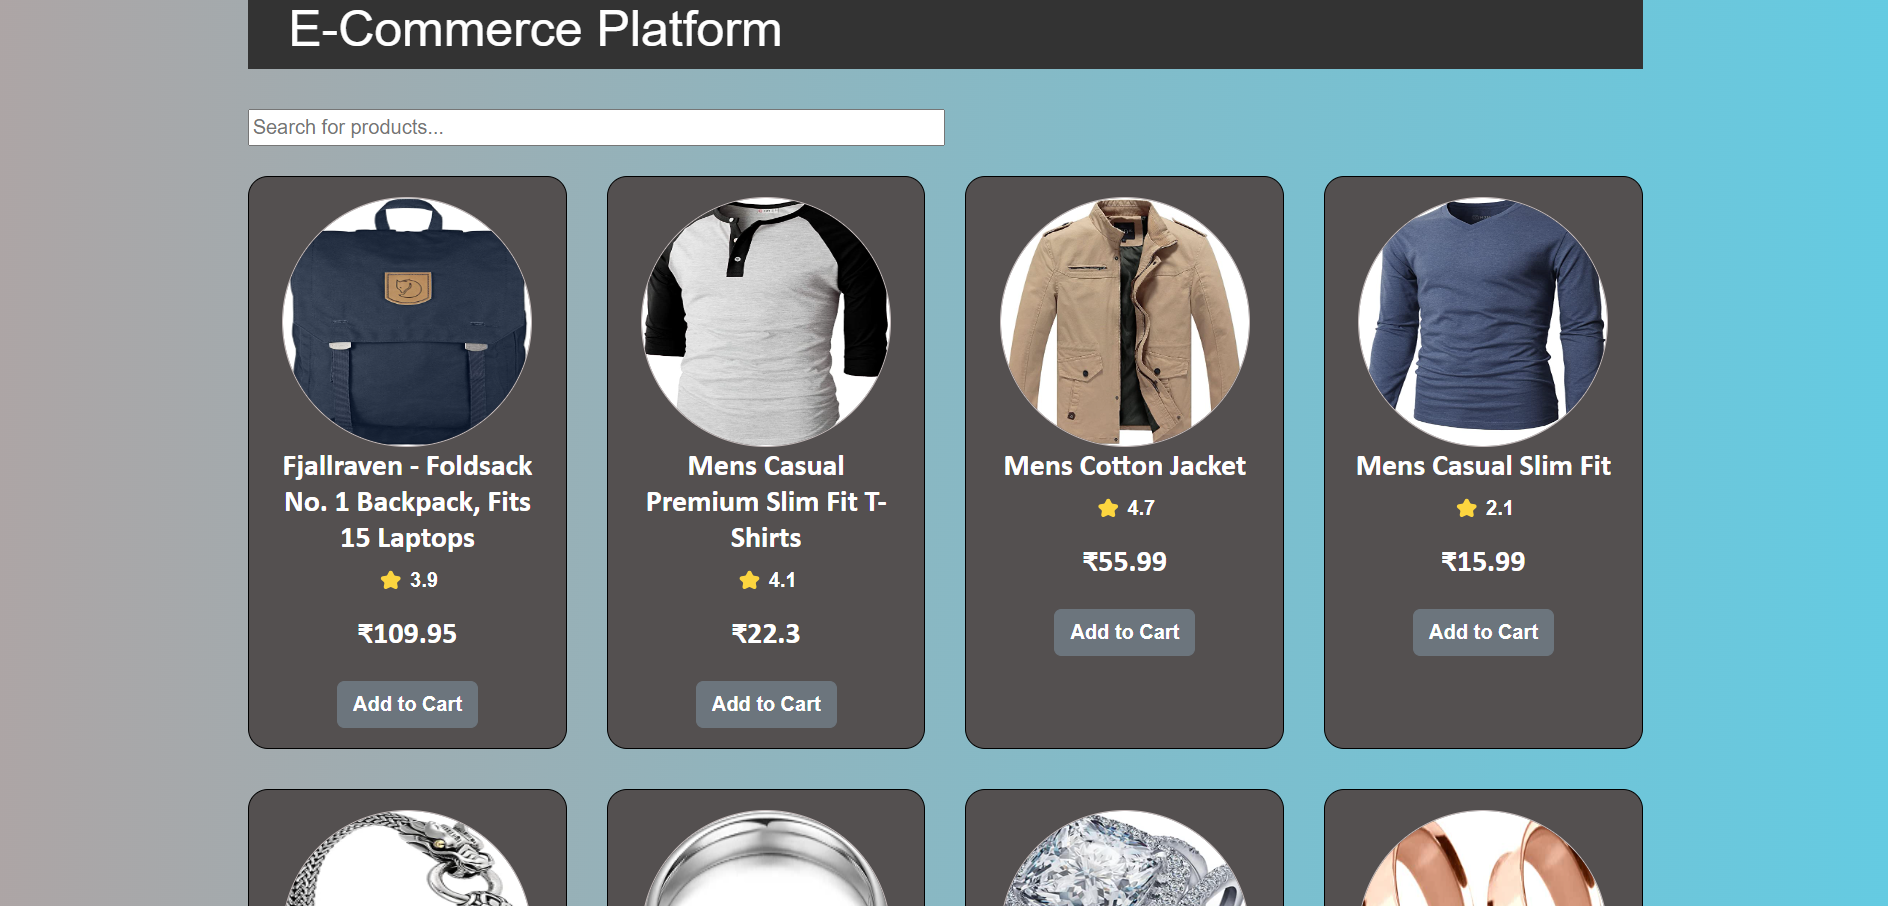 E-Commerce Platform
Search for products...
Fjallraven - Foldsack
No. 1 Backpack, Fits
15 Laptops
3.9
₹109.95
Add to Cart
Mens Casual
Premium Slim Fit T-
Shirts
4.1
₹22.3
Add to Cart
Mens Cotton Jacket
4.7
₹55.99
Add to Cart
Mens Casual Slim Fit
2.1
₹15.99
Add to Cart